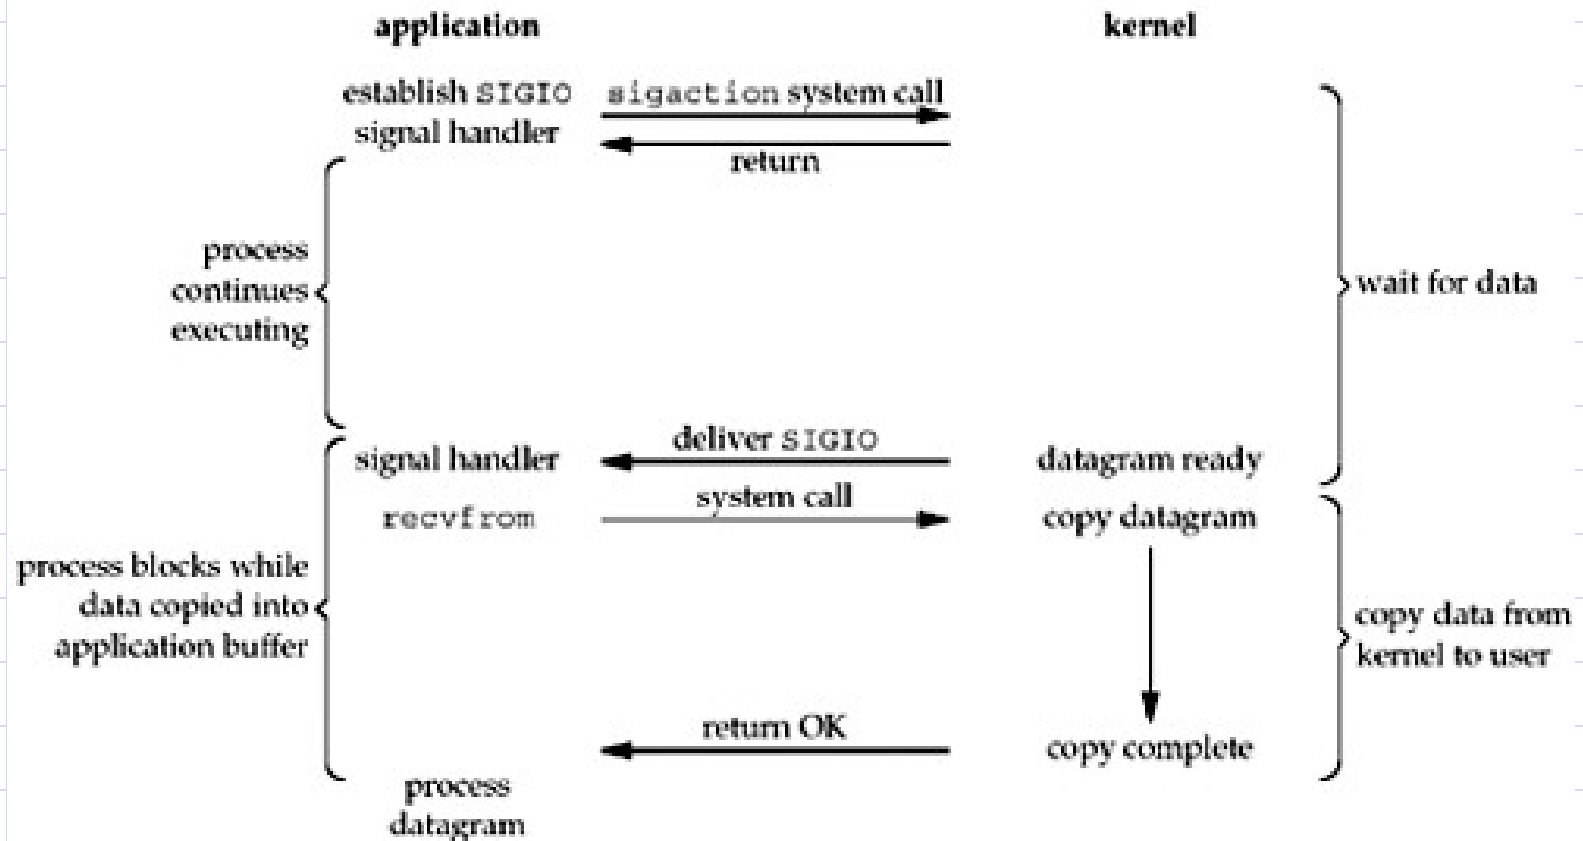 application kernel
establish SIGIO sigaction system call
signal handler
return
process
continues
executing
wait for data
deliver SIGIO
signal handler datagram ready
system call
recvfrom copy datagram
process blocks while
data copied into
application buffer
copy data from
kernel to user
return OK
copy complete
process
datagram